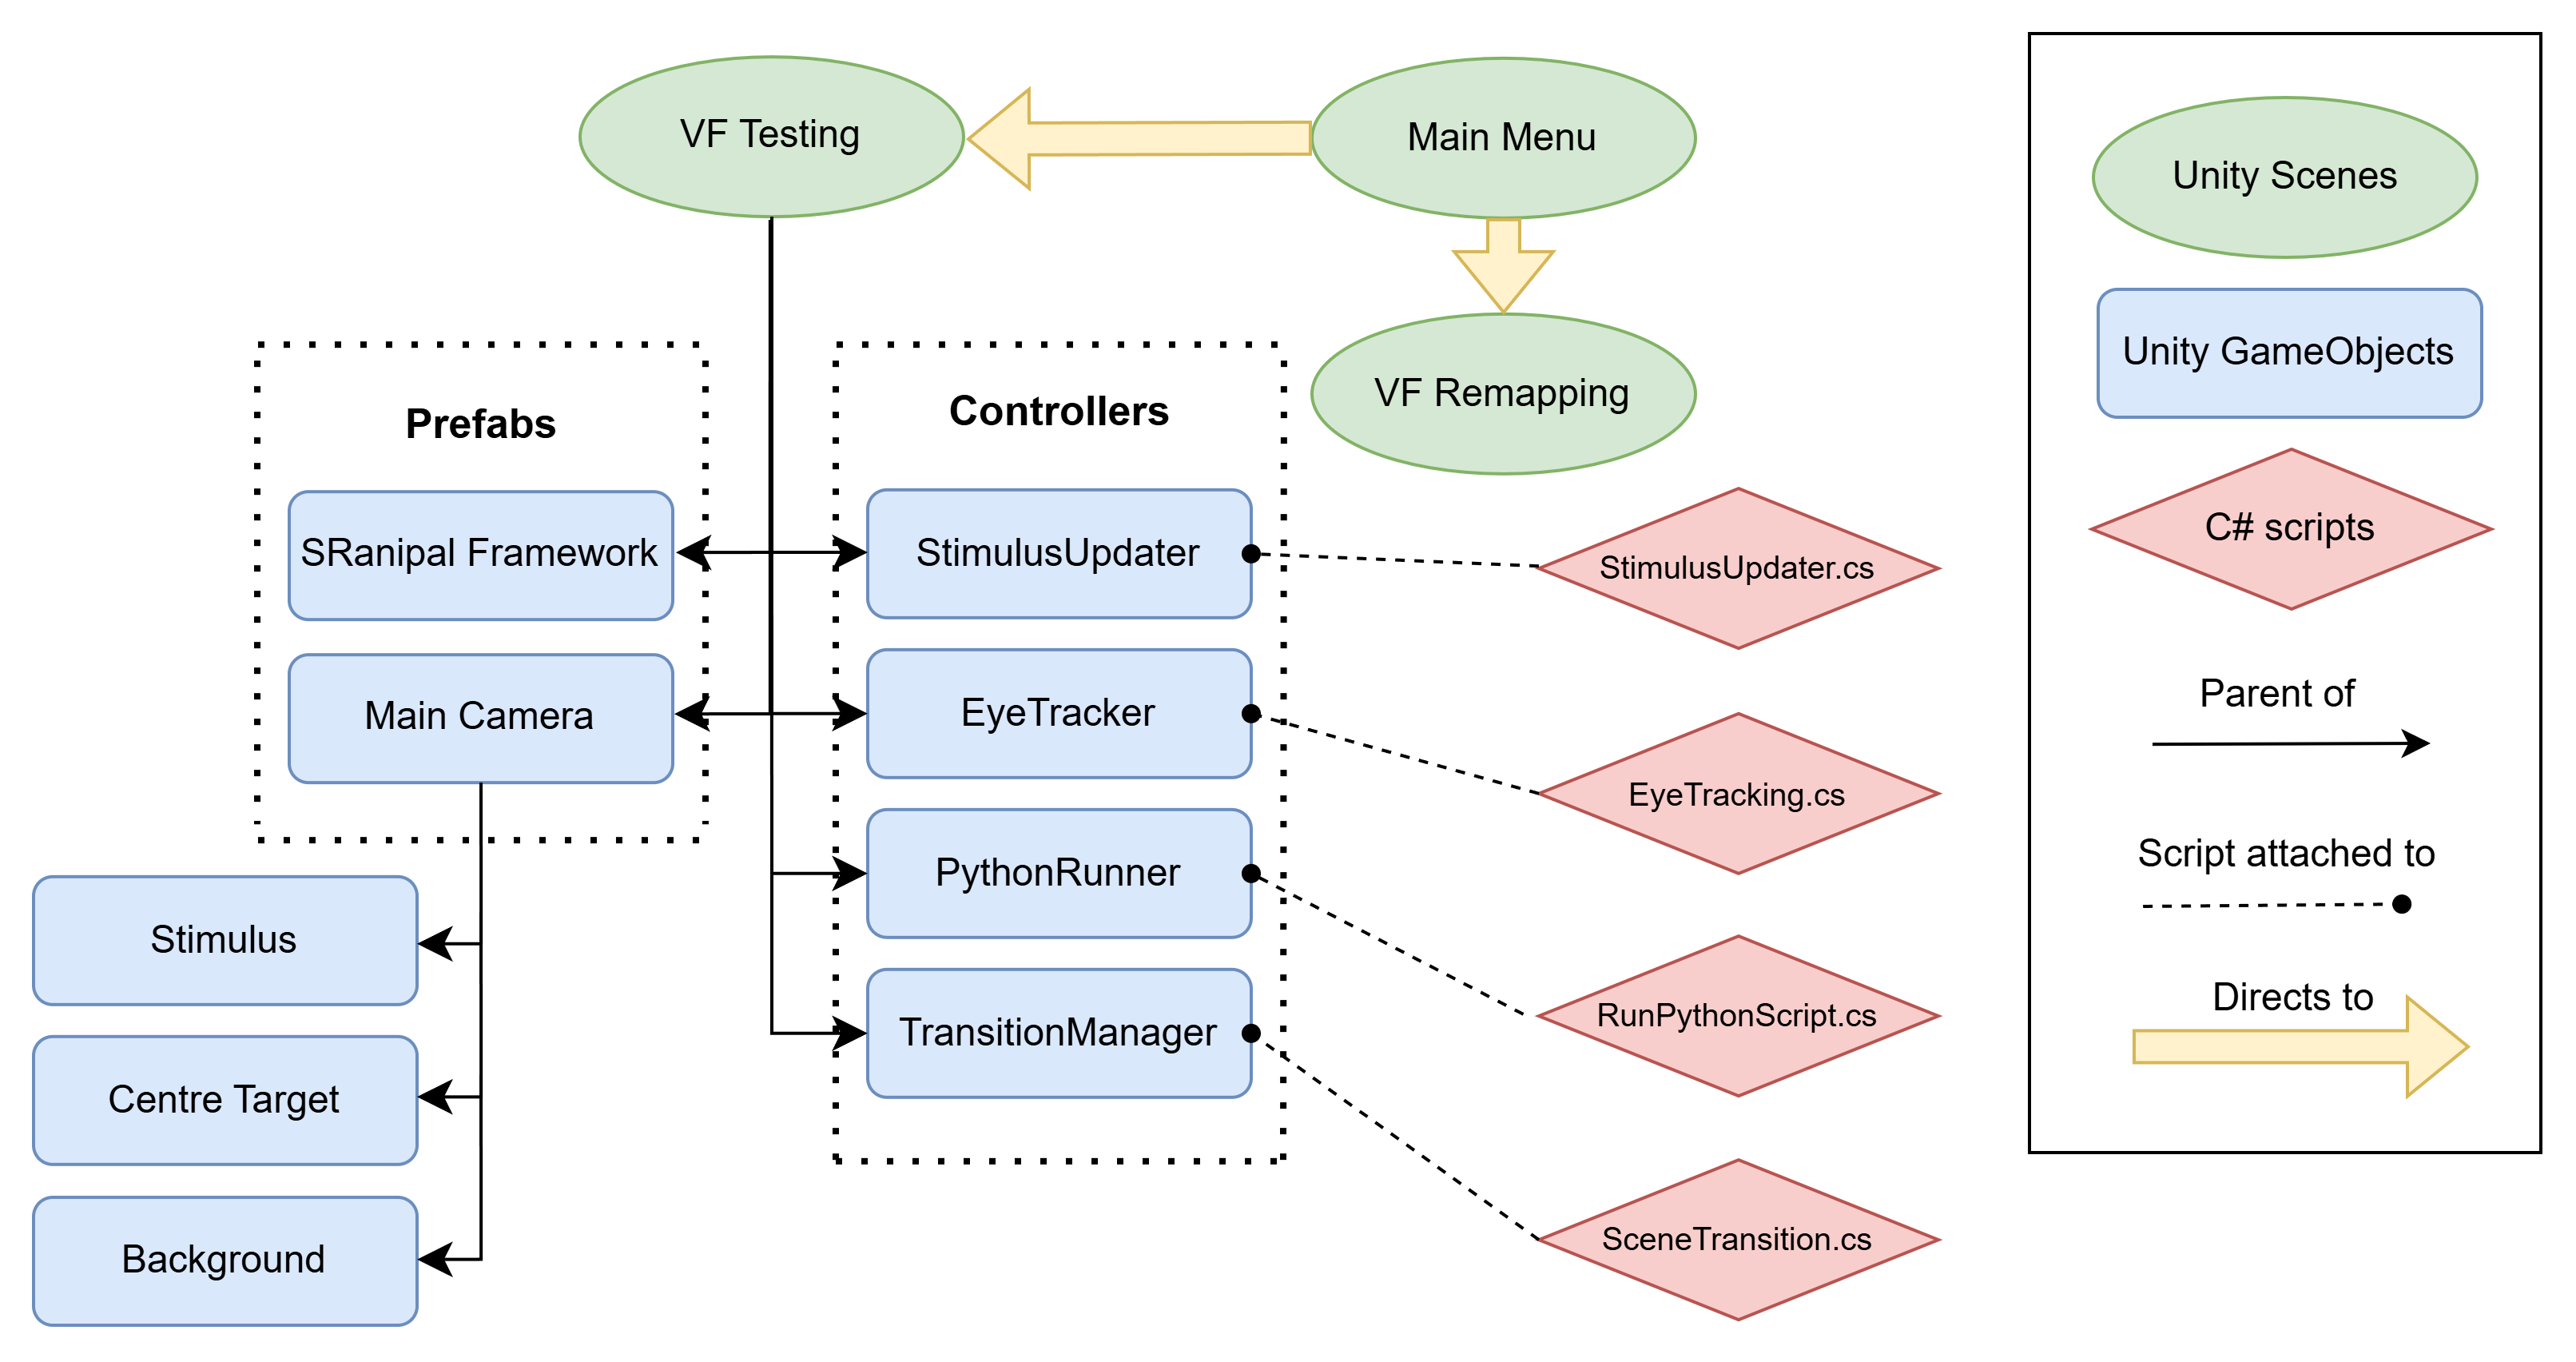 VF Testing
Main Menu
VF Remapping
Prefabs
SRanipal Framework
Main Camera
Stimulus
Centre Target
Background
Controllers
StimulusUpdater
EyeTracker
PythonRunner
TransitionManager
StimulusUpdater.cs
EyeTracking.cs
RunPythonScript.cs
SceneTransition.cs
Unity Scenes
Unity GameObjects
C# scripts
Parent of
Script attached to
Directs to